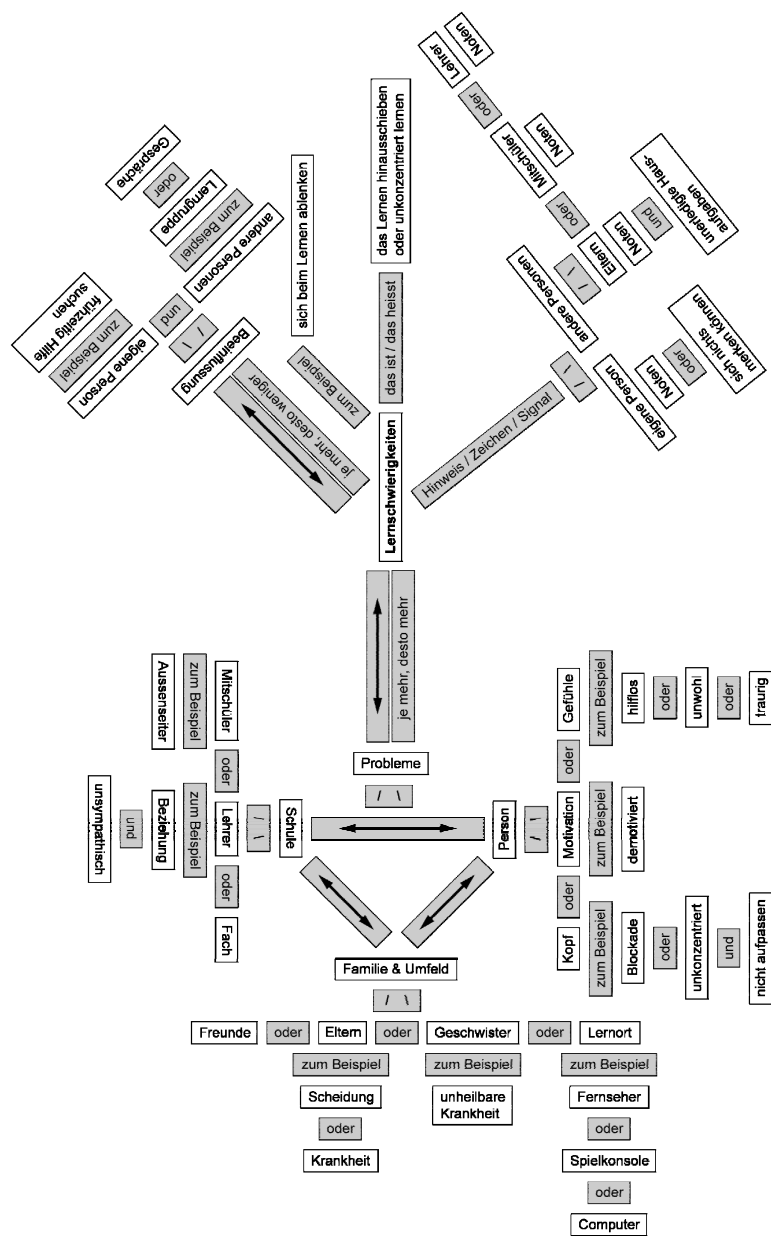 Lehrer
Noten
oder
Mitschüler
Noten
oder
Eltern
Noten
und
unerledigte Haus-
aufgaben
/ \
andere Personen
/ \
eigene Person
Noten
oder
sich nichts
merken können
Hinweis / Zeichen / Signal
das Lernen hinausschieben
oder unkonzentriert lernen
das ist / das heisst
Lernschwierigkeiten
sich beim Lernen ablenken
zum Beispiel
Gespräche
oder
Lerngruppe
zum Beispiel
andere Personen
und
frühzeitig Hilfe
suchen
zum Beispiel
eigene Person
/ \
Beeinflussung
je mehr, desto weniger
je mehr, desto mehr
Probleme
/ \
Schule
/ \
Mitschüler
zum Beispiel
Aussenseiter
oder
Lehrer
zum Beispiel
Beziehung
und
unsympathisch
oder
Fach
Person
/ \
Gefühle
zum Beispiel
hilflos
oder
unwohl
oder
traurig
oder
Motivation
zum Beispiel
demotiviert
oder
Kopf
zum Beispiel
Blockade
oder
unkonzentriert
und
nicht aufpassen
Familie & Umfeld
/ \
Freunde oder Eltern oder Geschwister oder Lernort
zum Beispiel zum Beispiel zum Beispiel
Scheidung
oder
Krankheit
unheilbare
Krankheit
Fernseher
oder
Spielkonsole
oder
Computer